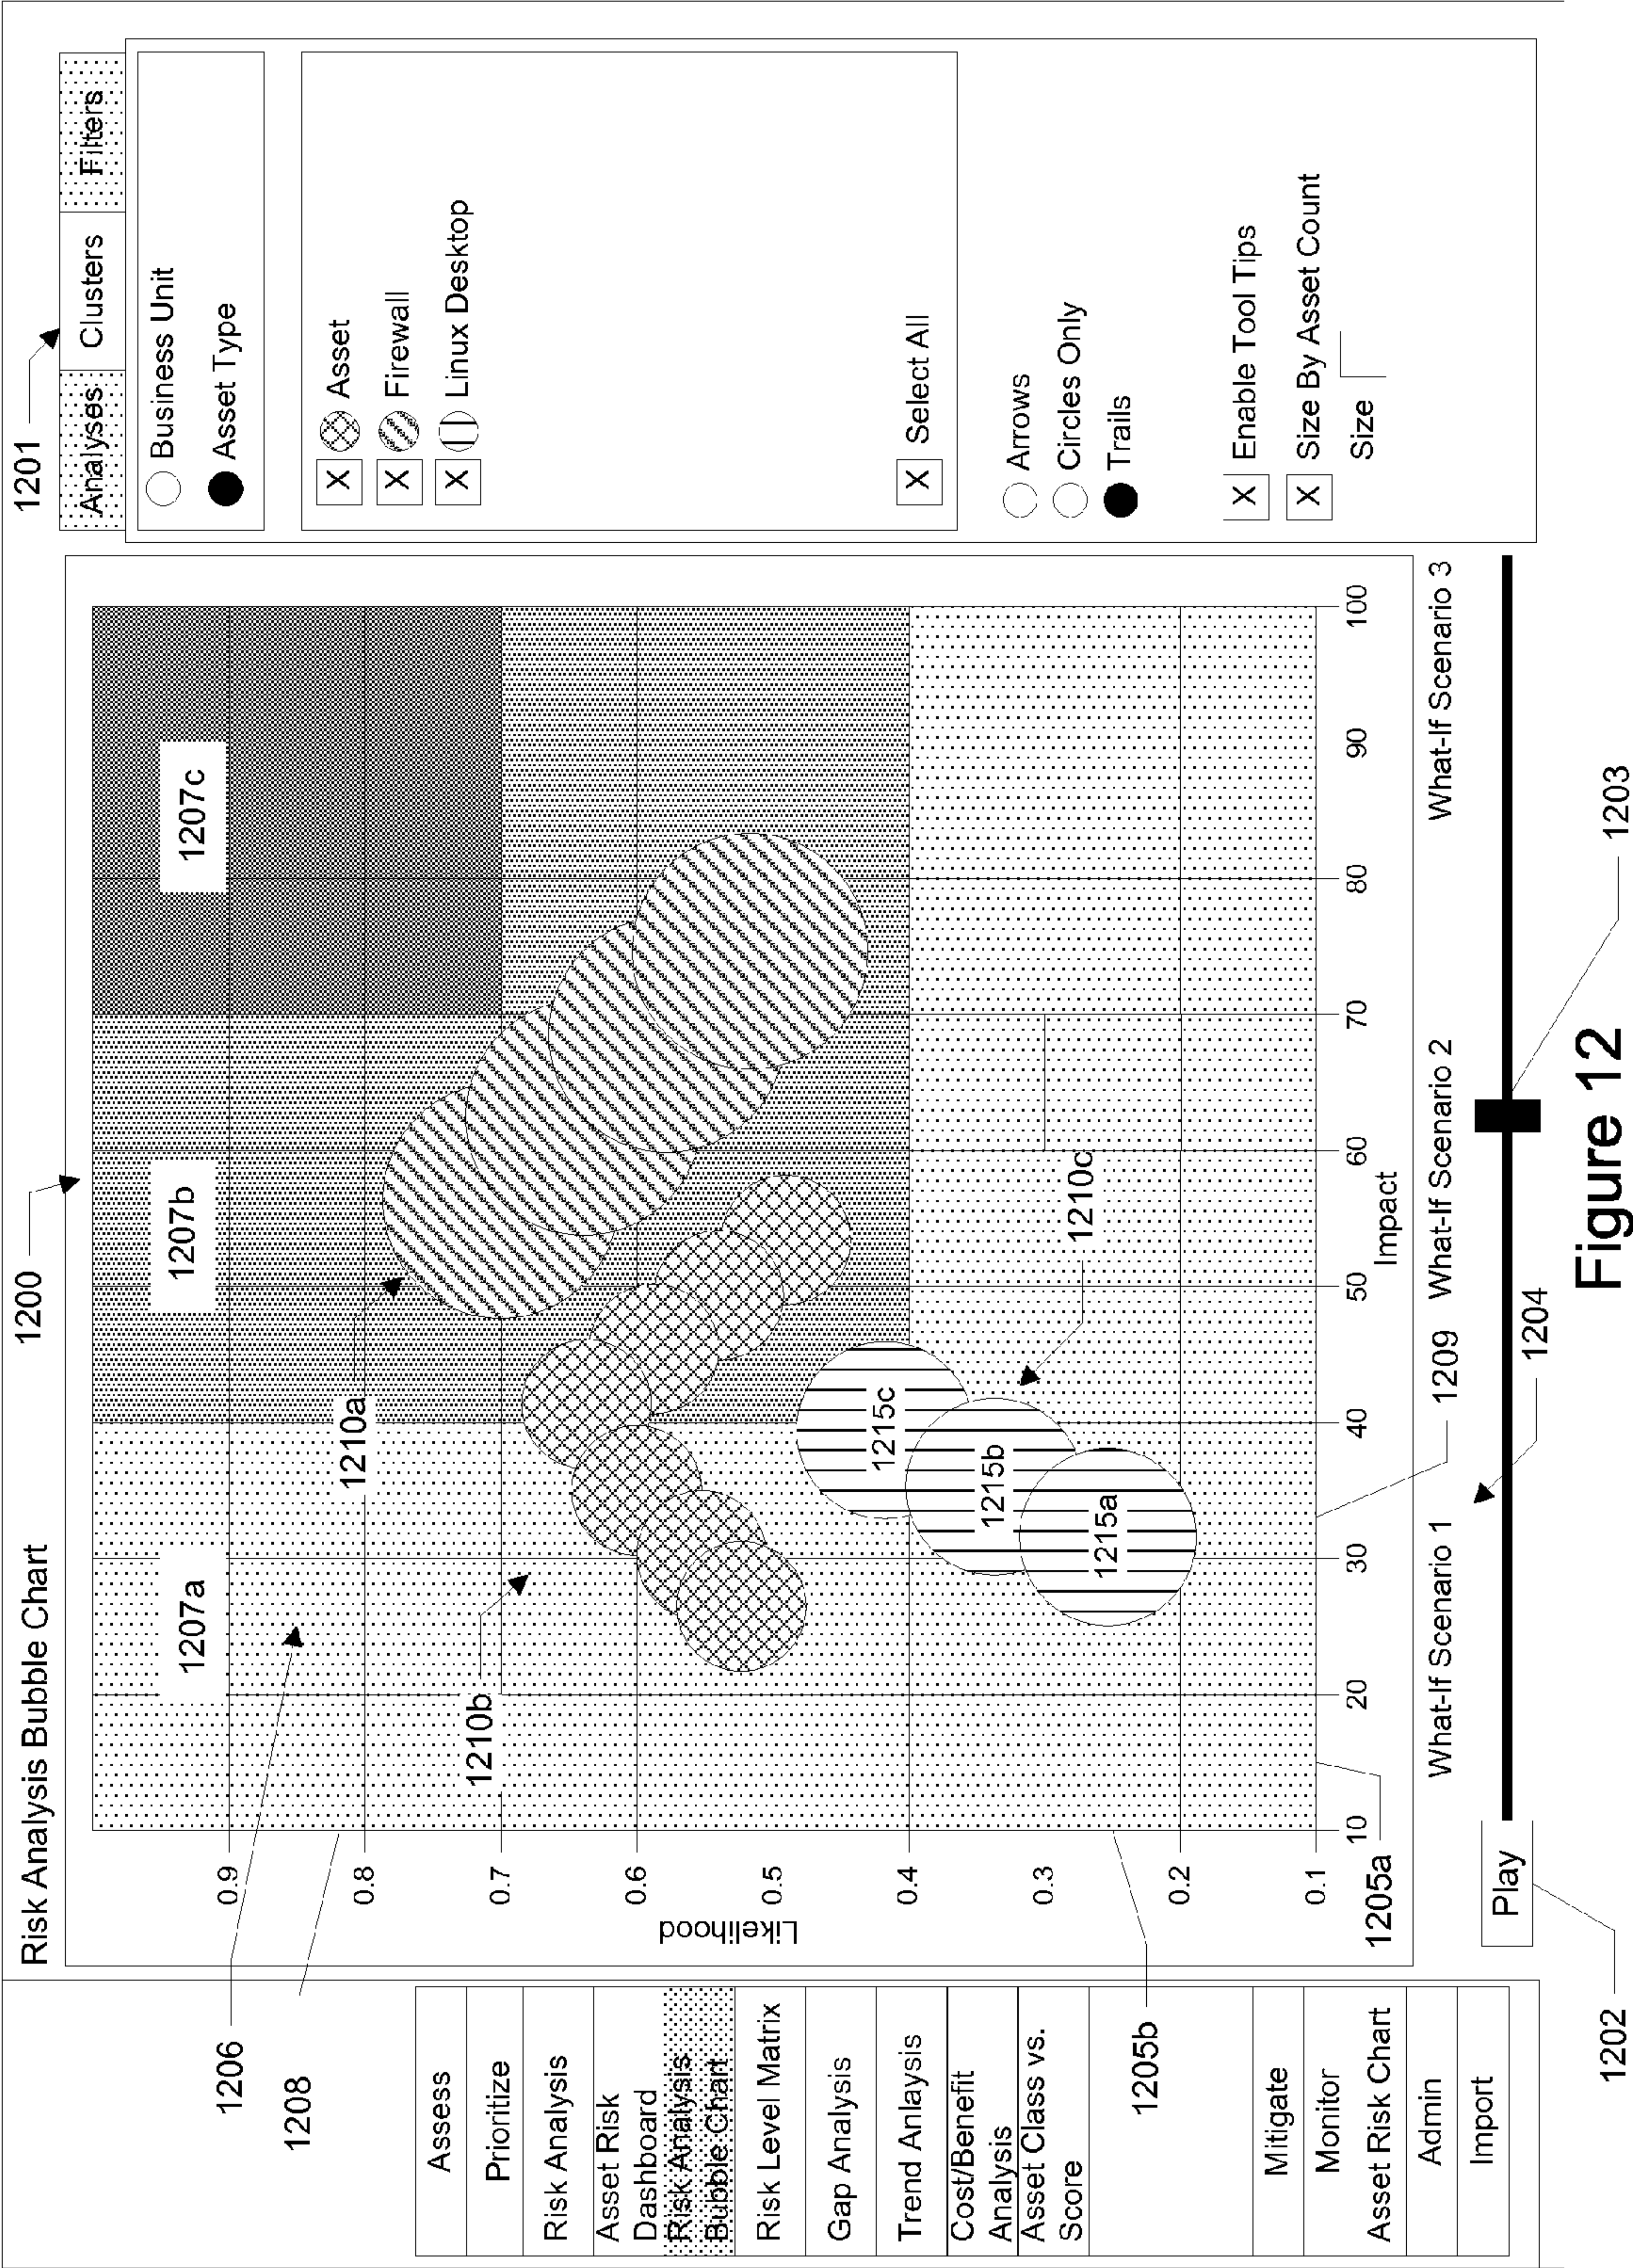 1200
1201
Risk Analysis Bubble Chart
Analyses
Clusters
Filters
Business Unit
Asset Type
X Asset
X Firewall
X Linux Desktop
X Select All
Arrows
Circles Only
Trails
X Enable Tool Tips
X Size By Asset Count
Size
1206
1208
Assess
Prioritize
Risk Analysis
Asset Risk
Dashboard
Risk Analysis
Bubble Chart
Risk Level Matrix
Gap Analysis
Trend Anlaysis
Cost/Benefit
Analysis
Asset Class vs.
Score
1205b
Mitigate
Monitor
Asset Risk Chart
Admin
Import
Likelihood
0.9
0.8
0.7
0.6
0.5
0.4
0.3
0.2
0.1
1207a
1207b
1207c
1210a
1210b
1210c
1215c
1215b
1215a
10
20
30
40
50
60
70
80
90
100
1205a
Impact
What-If Scenario 1
1209
What-If Scenario 2
What-If Scenario 3
Play
1202
1204
1203
Figure 12